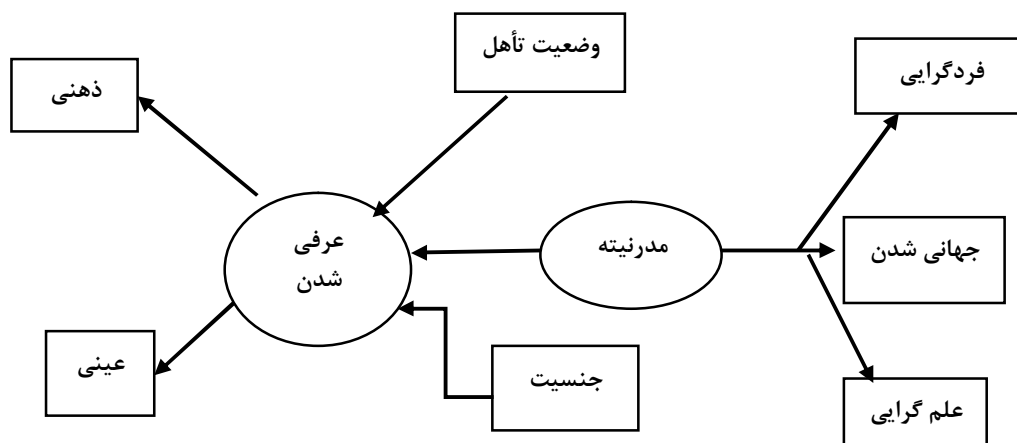 وضعیت تأهل
فردگرایی
ذهنی
عرفی
شدن
مدرنیته
جهانی شدن
عینی
جنسیت
علم گرایی